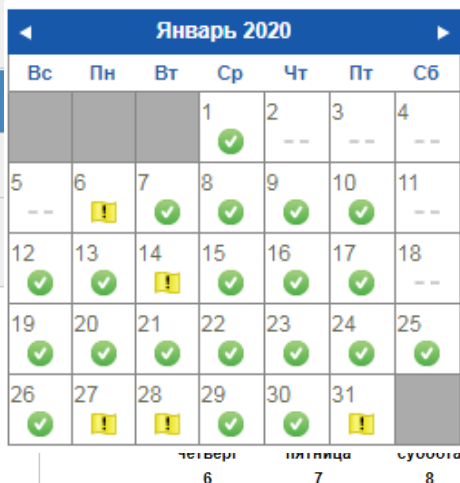 Январь 2020
Вс Пн Вт Ср Чт Пт Сб
1 2 3 4
-- -- --
5 6 7 8 9 10 11
-- --
12 13 14 15 16 17 18
--
19 20 21 22 23 24 25
26 27 28 29 30 31
четверг пятница суббота
6 7 8